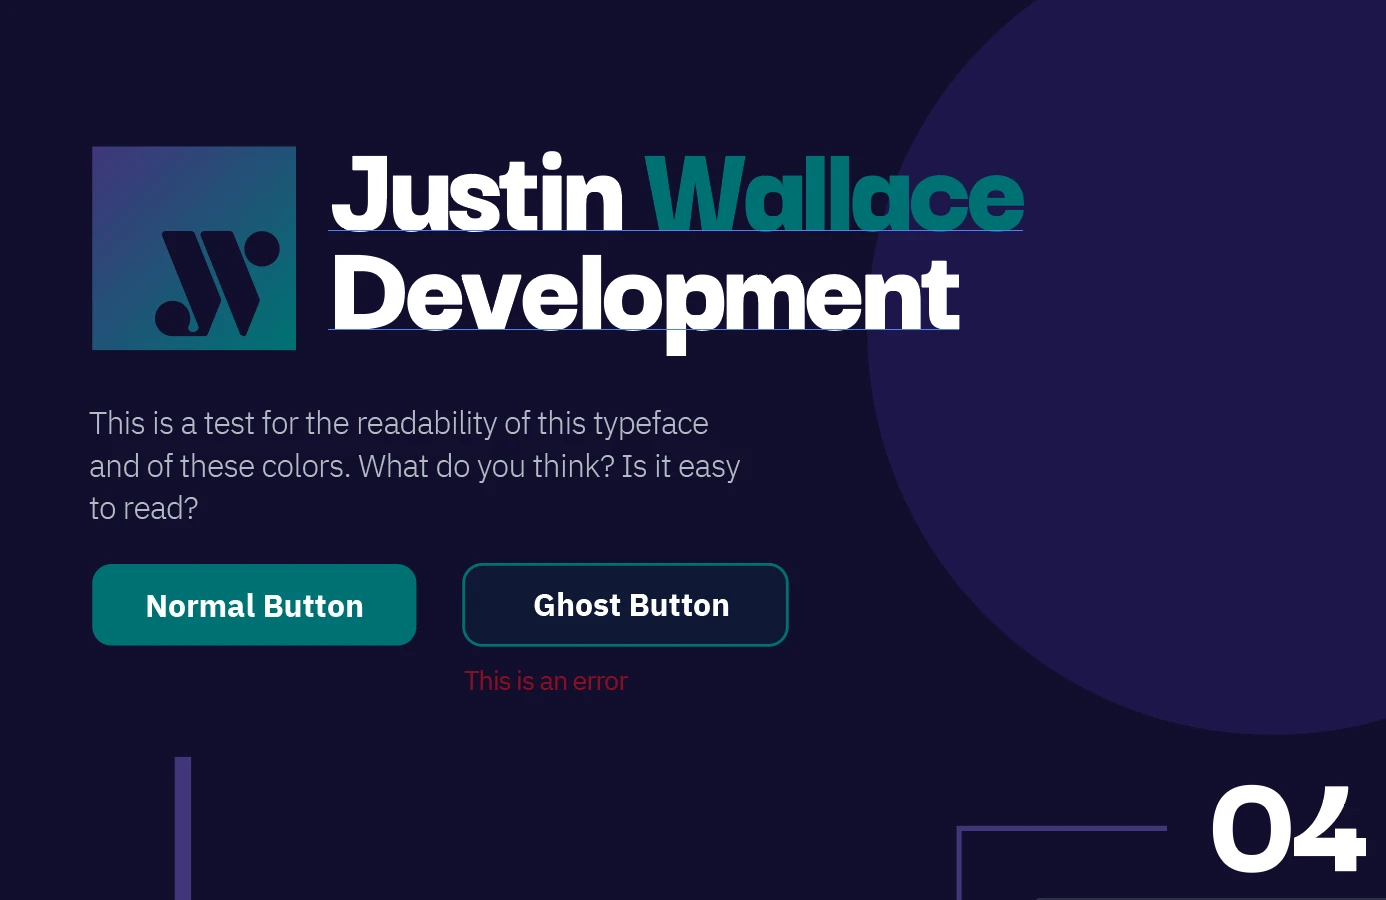 Justin Wallace
Development
This is a test for the readability of this typeface
and of these colors. What do you think? Is it easy
to read?
Normal Button
Ghost Button
This is an error
04